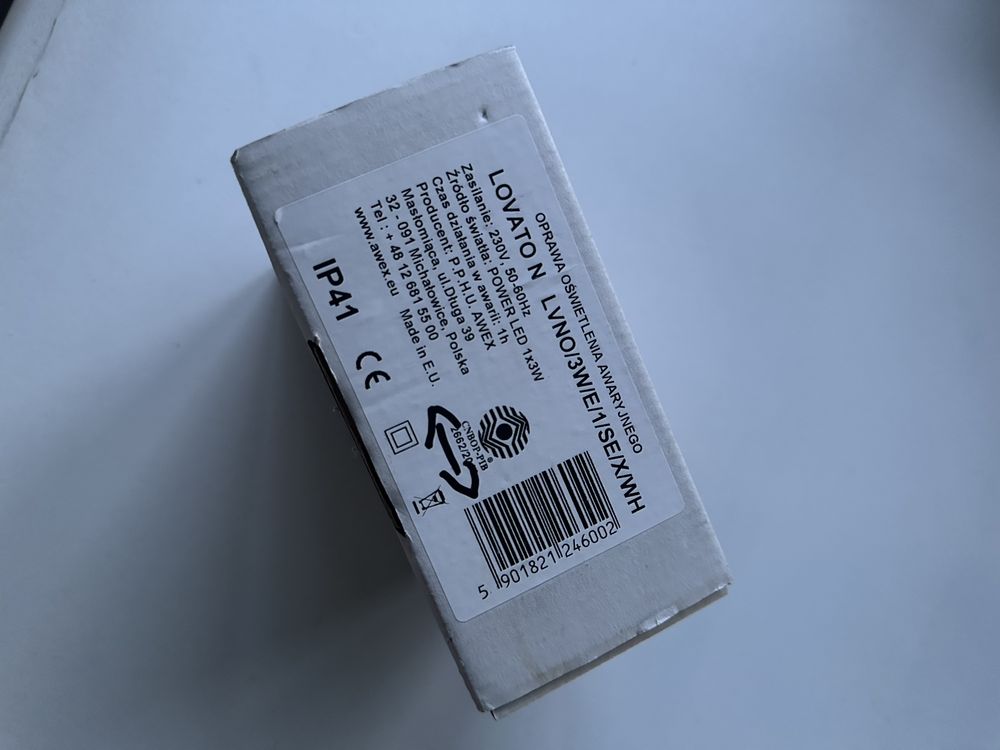 OPRAWA OŚWIETLENIA AWARYJNEGO
LOVATO N LVNO/3W/E/1/SE/X/WH
Zasilanie: 230V, 50-60Hz
Źródło światła: POWER LED 1x3W
Czas działania w awarii: 1h
Producent: P.P.H.U. AWEX
Masłomiąca, ul.Długa 39
32- 091 Michałowice, Polska
Tel : + 48 12 681 55 00
www.awex.eu Made in E.U.
IP41
CE
CNBOP-PIB
5 901821 246002